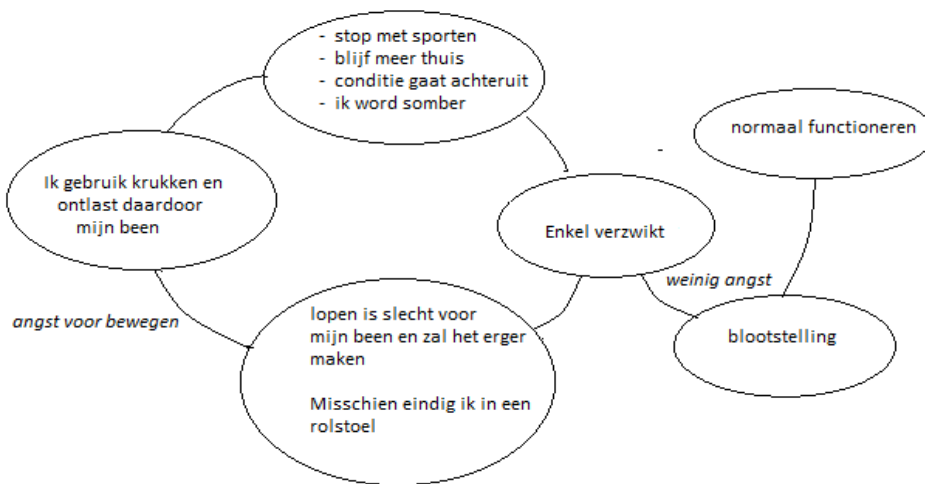 - stop met sporten
- blijf meer thuis
- conditie gaat achteruit
- ik word somber
normaal functioneren
-
Ik gebruik krukken en
ontlast daardoor
mijn been
Enkel verzwikt
weinig angst
angst voor bewegen
lopen is slecht voor
mijn been en zal het erger
maken
Misschien eindig ik in een
rolstoel
blootstelling